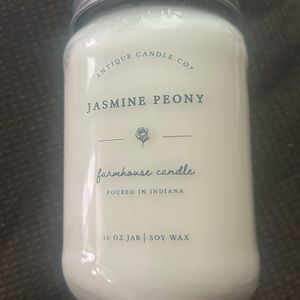 ANTIQUE CANDLE CO.®
JASMINE PEONY
farmhouse candle
POURED IN INDIANA
16 OZ JAR | SOY WAX